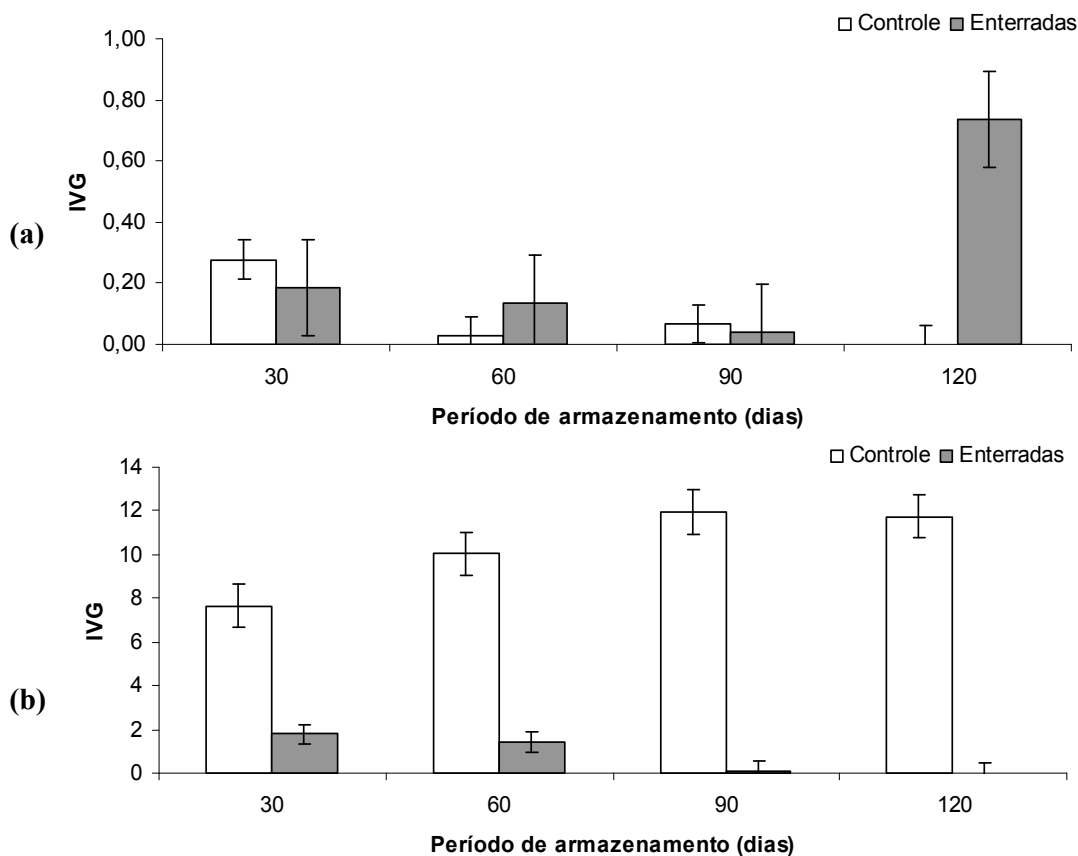 Controle Enterradas
1,00
0,80
0,60
0,40
0,20
0,00
IVG
(a)
30 60 90 120
Período de armazenamento (dias)
Controle Enterradas
14
12
10
8
6
4
2
0
IVG
(b)
30 60 90 120
Período de armazenamento (dias)